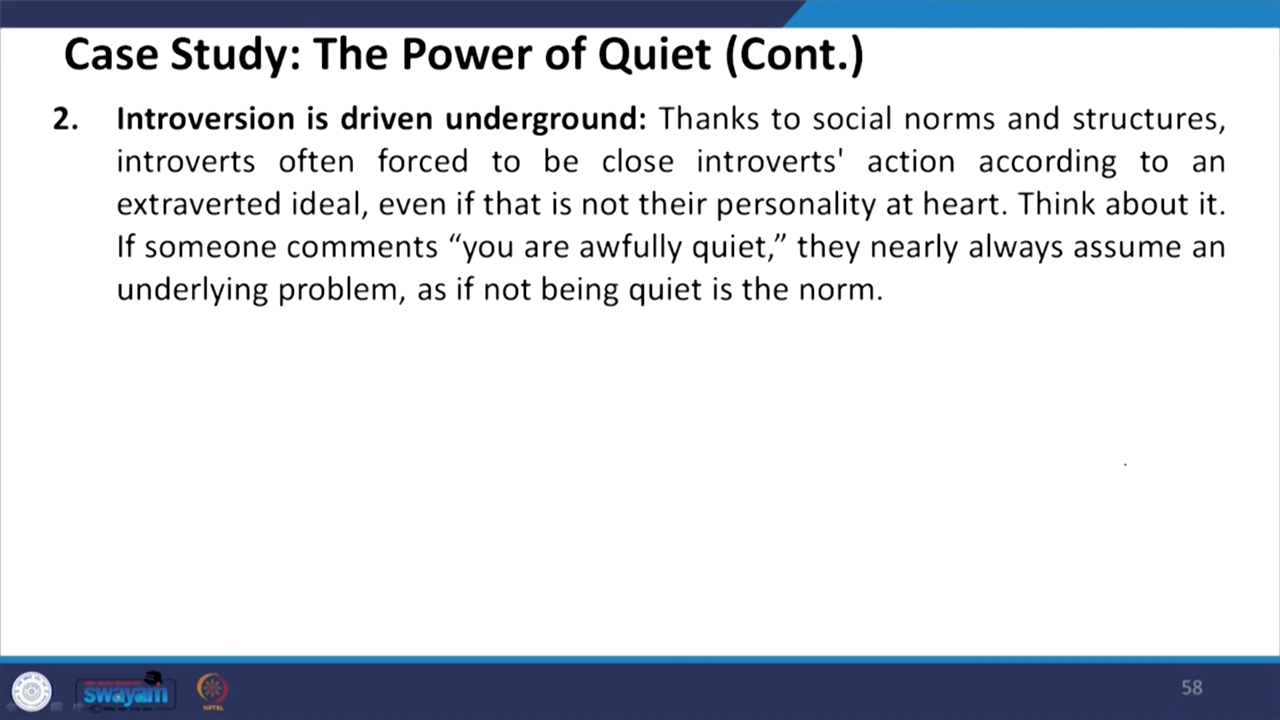 Case Study: The Power of Quiet (Cont.)
2. Introversion is driven underground: Thanks to social norms and structures,
introverts often forced to be close introverts' action according to an
extraverted ideal, even if that is not their personality at heart. Think about it.
If someone comments “you are awfully quiet,” they nearly always assume an
underlying problem, as if not being quiet is the norm.
swayam
NPTEL
58